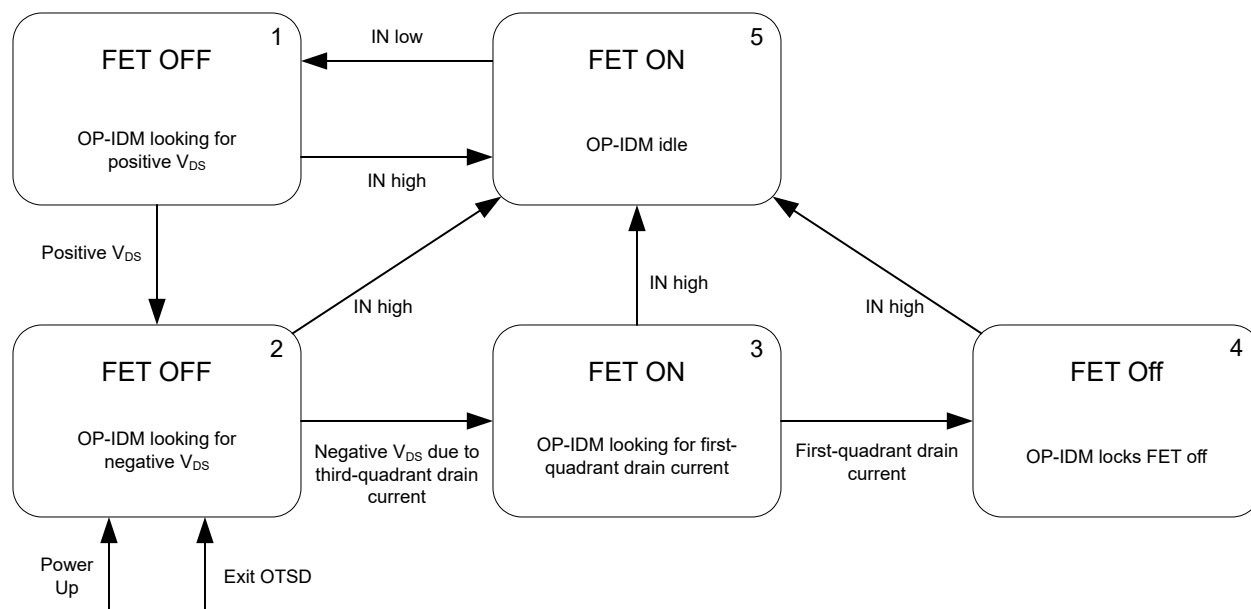 1
FET OFF
OP-IDM looking for
positive VDS
IN low
IN high
5
FET ON
OP-IDM idle
Positive VDS
IN high
IN high
IN high
2
FET OFF
OP-IDM looking for
negative VDS
Negative VDS due to
third-quadrant drain
current
3
FET ON
OP-IDM looking for first-
quadrant drain current
First-quadrant drain
current
4
FET Off
OP-IDM locks FET off
Power
Up
Exit OTSD